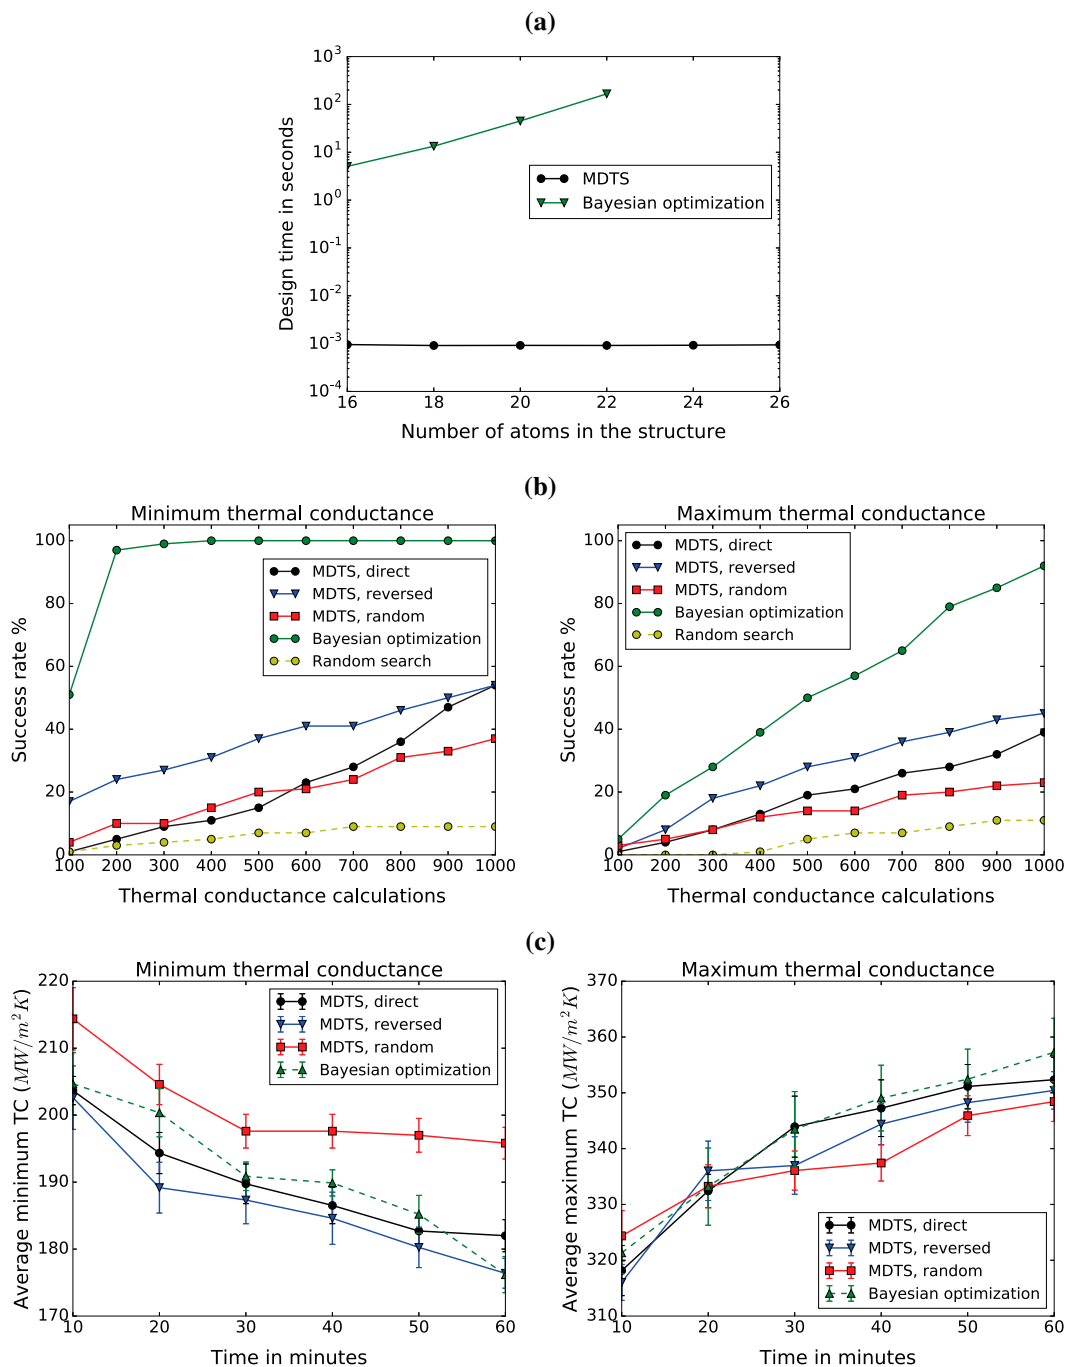 (a)
10^3
10^2
10^1
10^0
10^-1
10^-2
10^-3
10^-4
Design time in seconds
MDTS
Bayesian optimization
16 18 20 22 24 26
Number of atoms in the structure
(b)
Minimum thermal conductance
100
80
60
40
20
0
Success rate %
MDTS, direct
MDTS, reversed
MDTS, random
Bayesian optimization
Random search
100 200 300 400 500 600 700 800 900 1000
Thermal conductance calculations
Maximum thermal conductance
100
80
60
40
20
0
Success rate %
MDTS, direct
MDTS, reversed
MDTS, random
Bayesian optimization
Random search
100 200 300 400 500 600 700 800 900 1000
Thermal conductance calculations
(c)
Minimum thermal conductance
220
210
200
190
180
170
Average minimum TC (MW/m^2K)
MDTS, direct
MDTS, reversed
MDTS, random
Bayesian optimization
10 20 30 40 50 60
Time in minutes
Maximum thermal conductance
370
360
350
340
330
320
310
Average maximum TC (MW/m^2K)
MDTS, direct
MDTS, reversed
MDTS, random
Bayesian optimization
10 20 30 40 50 60
Time in minutes